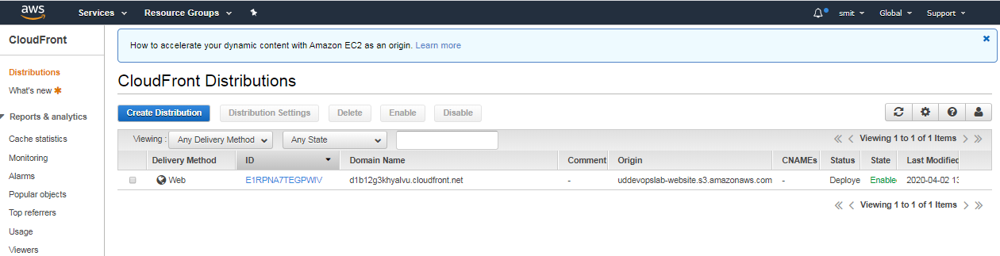 aws Services Resource Groups smit Global Support
CloudFront
How to accelerate your dynamic content with Amazon EC2 as an origin. Learn more
CloudFront Distributions
Distributions
What's new
Create Distribution Distribution Settings Delete Enable Disable
Reports & analytics
Viewing : Any Delivery Method Any State Viewing 1 to 1 of 1 Items
Cache statistics
Delivery Method ID Domain Name Comment Origin CNAMEs Status State Last Modified
Monitoring
Alarms
Web E1RPNA7TEGPWIV d1b12g3khyalvu.cloudfront.net - uddevopslab-website.s3.amazonaws.com - Deploye Enable 2020-04-02 13
Popular objects
Viewing 1 to 1 of 1 Items
Top referrers
Usage
Viewers